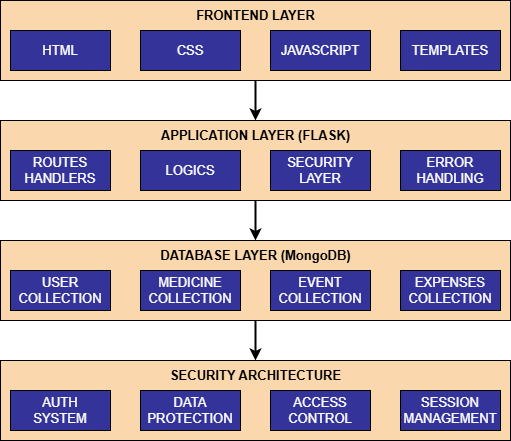 FRONTEND LAYER
HTML CSS JAVASCRIPT TEMPLATES
APPLICATION LAYER (FLASK)
ROUTES
HANDLERS
LOGICS
SECURITY
LAYER
ERROR
HANDLING
DATABASE LAYER (MongoDB)
USER
COLLECTION
MEDICINE
COLLECTION
EVENT
COLLECTION
EXPENSES
COLLECTION
SECURITY ARCHITECTURE
AUTH
SYSTEM
DATA
PROTECTION
ACCESS
CONTROL
SESSION
MANAGEMENT